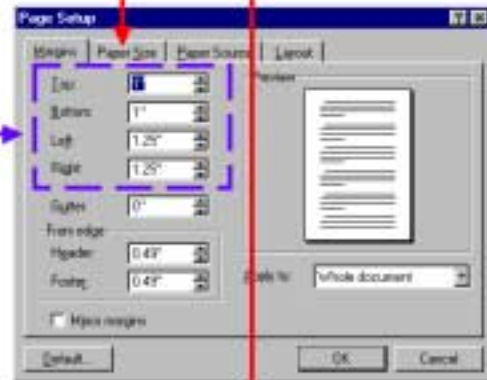 Page Setup
Margins Paper Size Paper Source Layout
Top: 1"
Preview
Bottom: 1"
Left: 1.25"
Right: 1.25"
Gutter: 0"
From edge
Header: 0.49"
Footer: 0.49"
Apply to: Whole document
Mirror margins
Default... OK Cancel